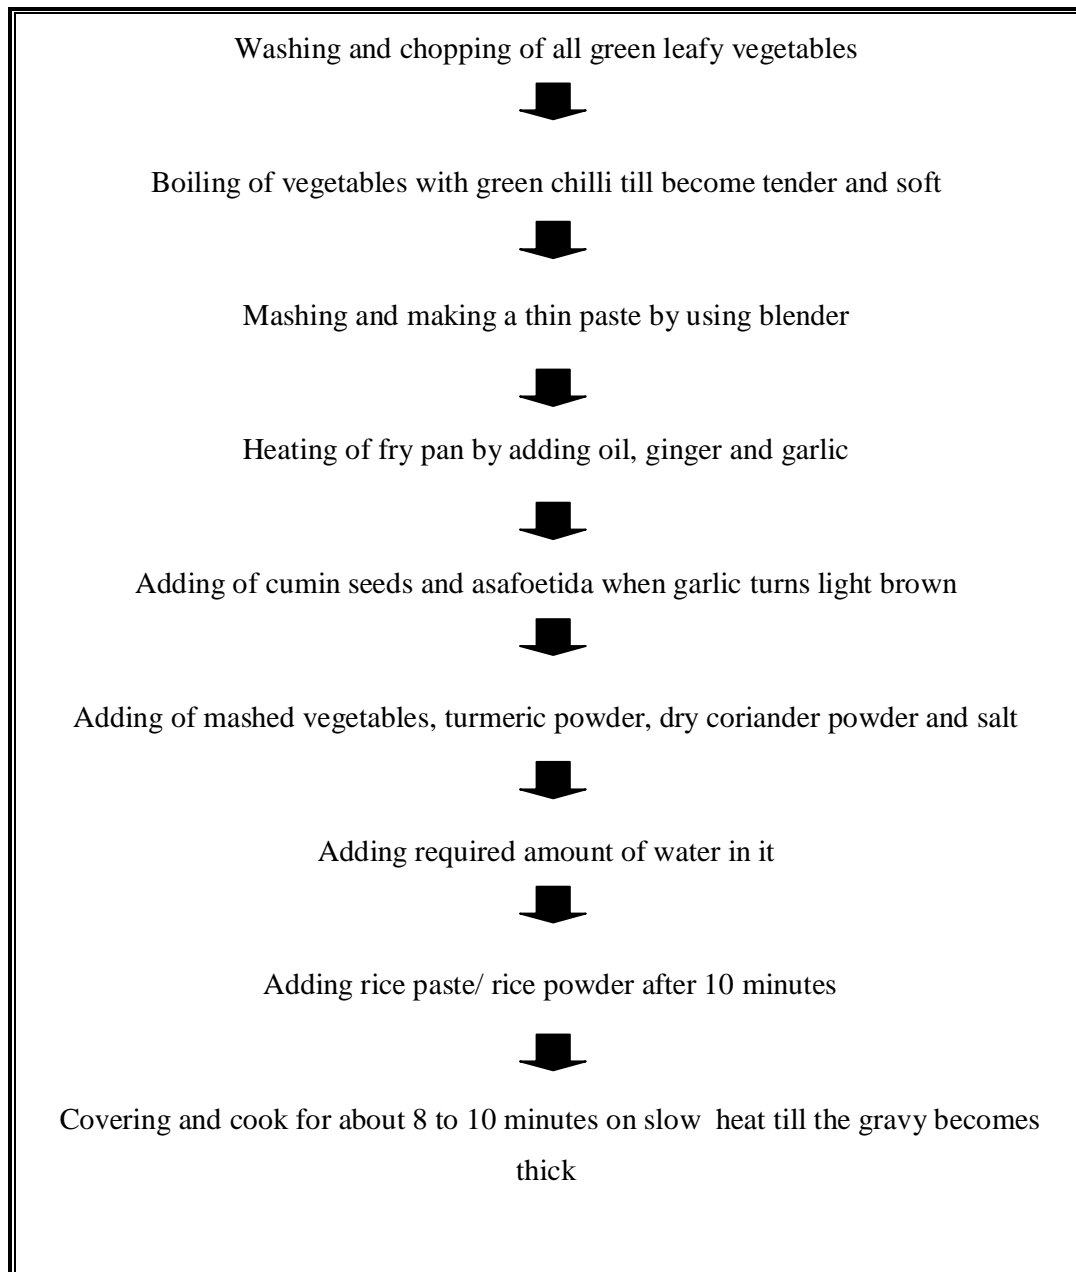 Washing and chopping of all green leafy vegetables
Boiling of vegetables with green chilli till become tender and soft
Mashing and making a thin paste by using blender
Heating of fry pan by adding oil, ginger and garlic
Adding of cumin seeds and asafoetida when garlic turns light brown
Adding of mashed vegetables, turmeric powder, dry coriander powder and salt
Adding required amount of water in it
Adding rice paste/ rice powder after 10 minutes
Covering and cook for about 8 to 10 minutes on slow  heat till the gravy becomes
thick